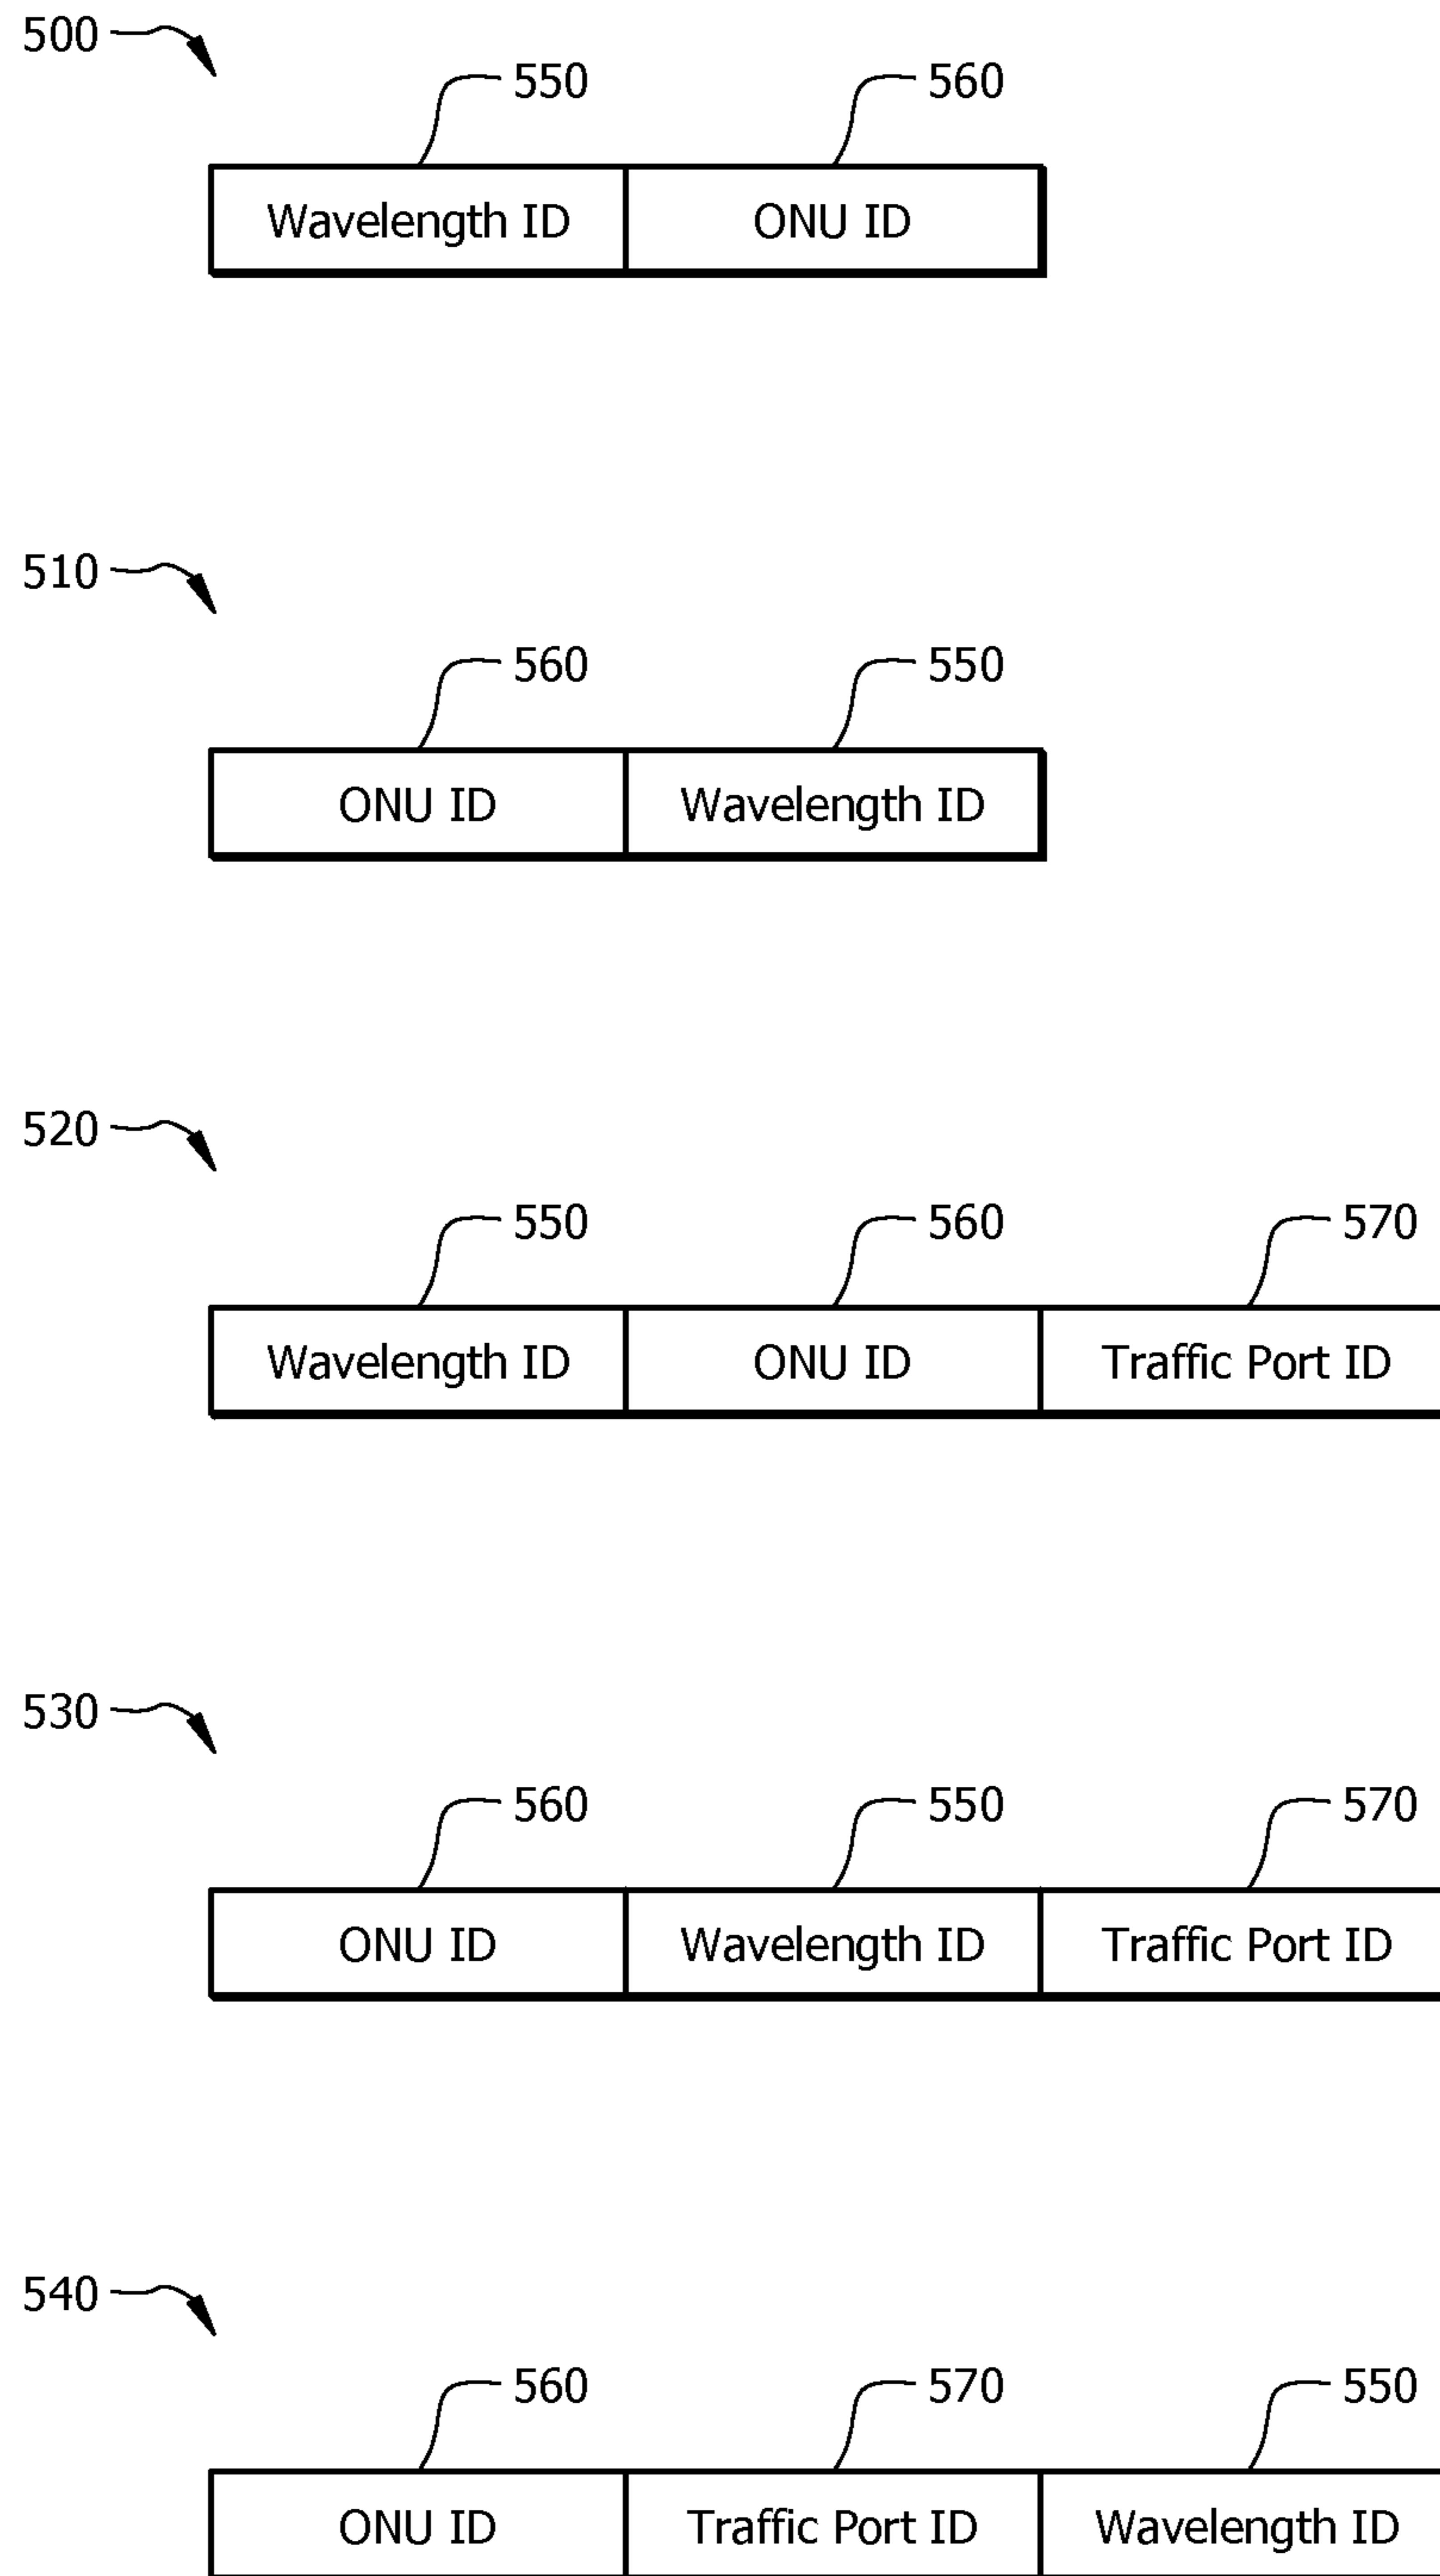 500
550 560
Wavelength ID ONU ID
510
560 550
ONU ID Wavelength ID
520
550 560 570
Wavelength ID ONU ID Traffic Port ID
530
560 550 570
ONU ID Wavelength ID Traffic Port ID
540
560 570 550
ONU ID Traffic Port ID Wavelength ID